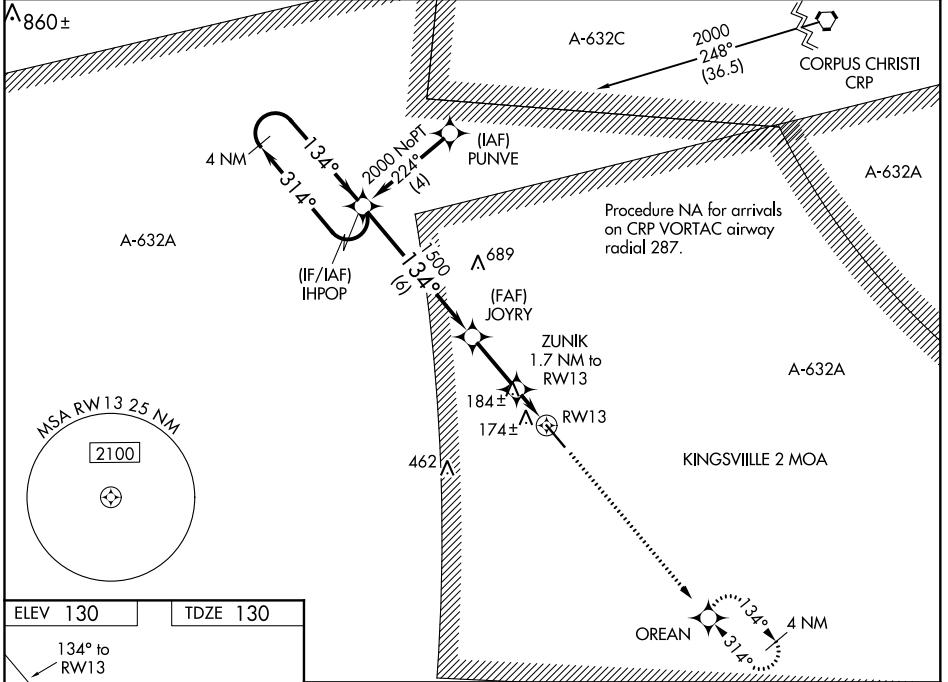 860±
A-632C
2000
248°
(36.5)
CORPUS CHRISTI
CRP
4 NM
134°
314°
2000 NoPT
224°
(4)
(IAF)
PUNVE
A-632A
A-632A
Procedure NA for arrivals
on CRP VORTAC airway
radial 287.
(IF/IAF)
IHPOP
1500
134°
(6)
689
(FAF)
JOYRY
ZUNIK
1.7 NM to
RW13
A-632A
184±
174±
RW13
MSA RW13 25 NM
2100
462
KINGSVIILLE 2 MOA
OREAN
134°
314°
4 NM
ELEV 130
TDZE 130
134° to
RW13